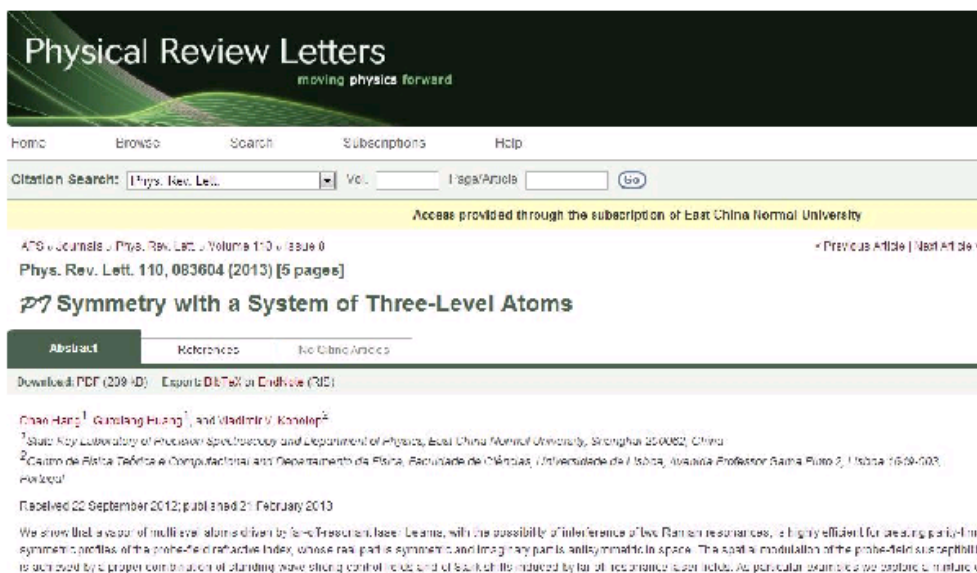 Physical Review Letters
moving physics forward
Home Browse Search Subscriptions Help
Citation Search: Phys. Rev. Lett. Vol. Page/Article Go
Access provided through the subscription of East China Normal University
APS » Journals » Phys. Rev. Lett. » Volume 110 » Issue 8 < Previous Article | Next Article
Phys. Rev. Lett. 110, 083604 (2013) [5 pages]
PT Symmetry with a System of Three-Level Atoms
Abstract References No Citing Articles
Download: PDF (209 kB) Export: BibTeX or EndNote (RIS)
Chao Hang1, Guoxiang Huang1, and Vladimir V. Konotop2
1State Key Laboratory of Precision Spectroscopy and Department of Physics, East China Normal University, Shanghai 200062, China
2Centro de Física Teórica e Computacional and Departamento de Física, Faculdade de Ciências, Universidade de Lisboa, Avenida Professor Gama Pinto 2, Lisboa 1649-003,
Portugal
Received 22 September 2012; published 21 February 2013
We show that a vapor of multilevel atoms driven by far-off-resonant laser beams, with the possibility of interference of two Raman resonances, is highly efficient for creating parity-tim
symmetric profiles of the probe-field refractive index, whose real part is symmetric and imaginary part is antisymmetric in space. The spatial modulation of the probe-field susceptibili
is achieved by a proper combination of standing-wave strong control fields and of Stark shifts induced by far-off-resonance laser fields. As particular examples we explore a mixture